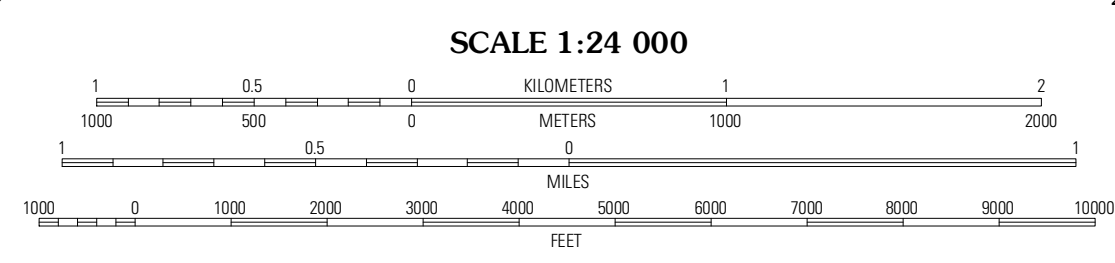 SCALE 1:24 000
1 0.5 0 KILOMETERS 1 2
1000 500 0 METERS 1000 2000
1 0.5 0 1
MILES
1000 0 1000 2000 3000 4000 5000 6000 7000 8000 9000 10000
FEET